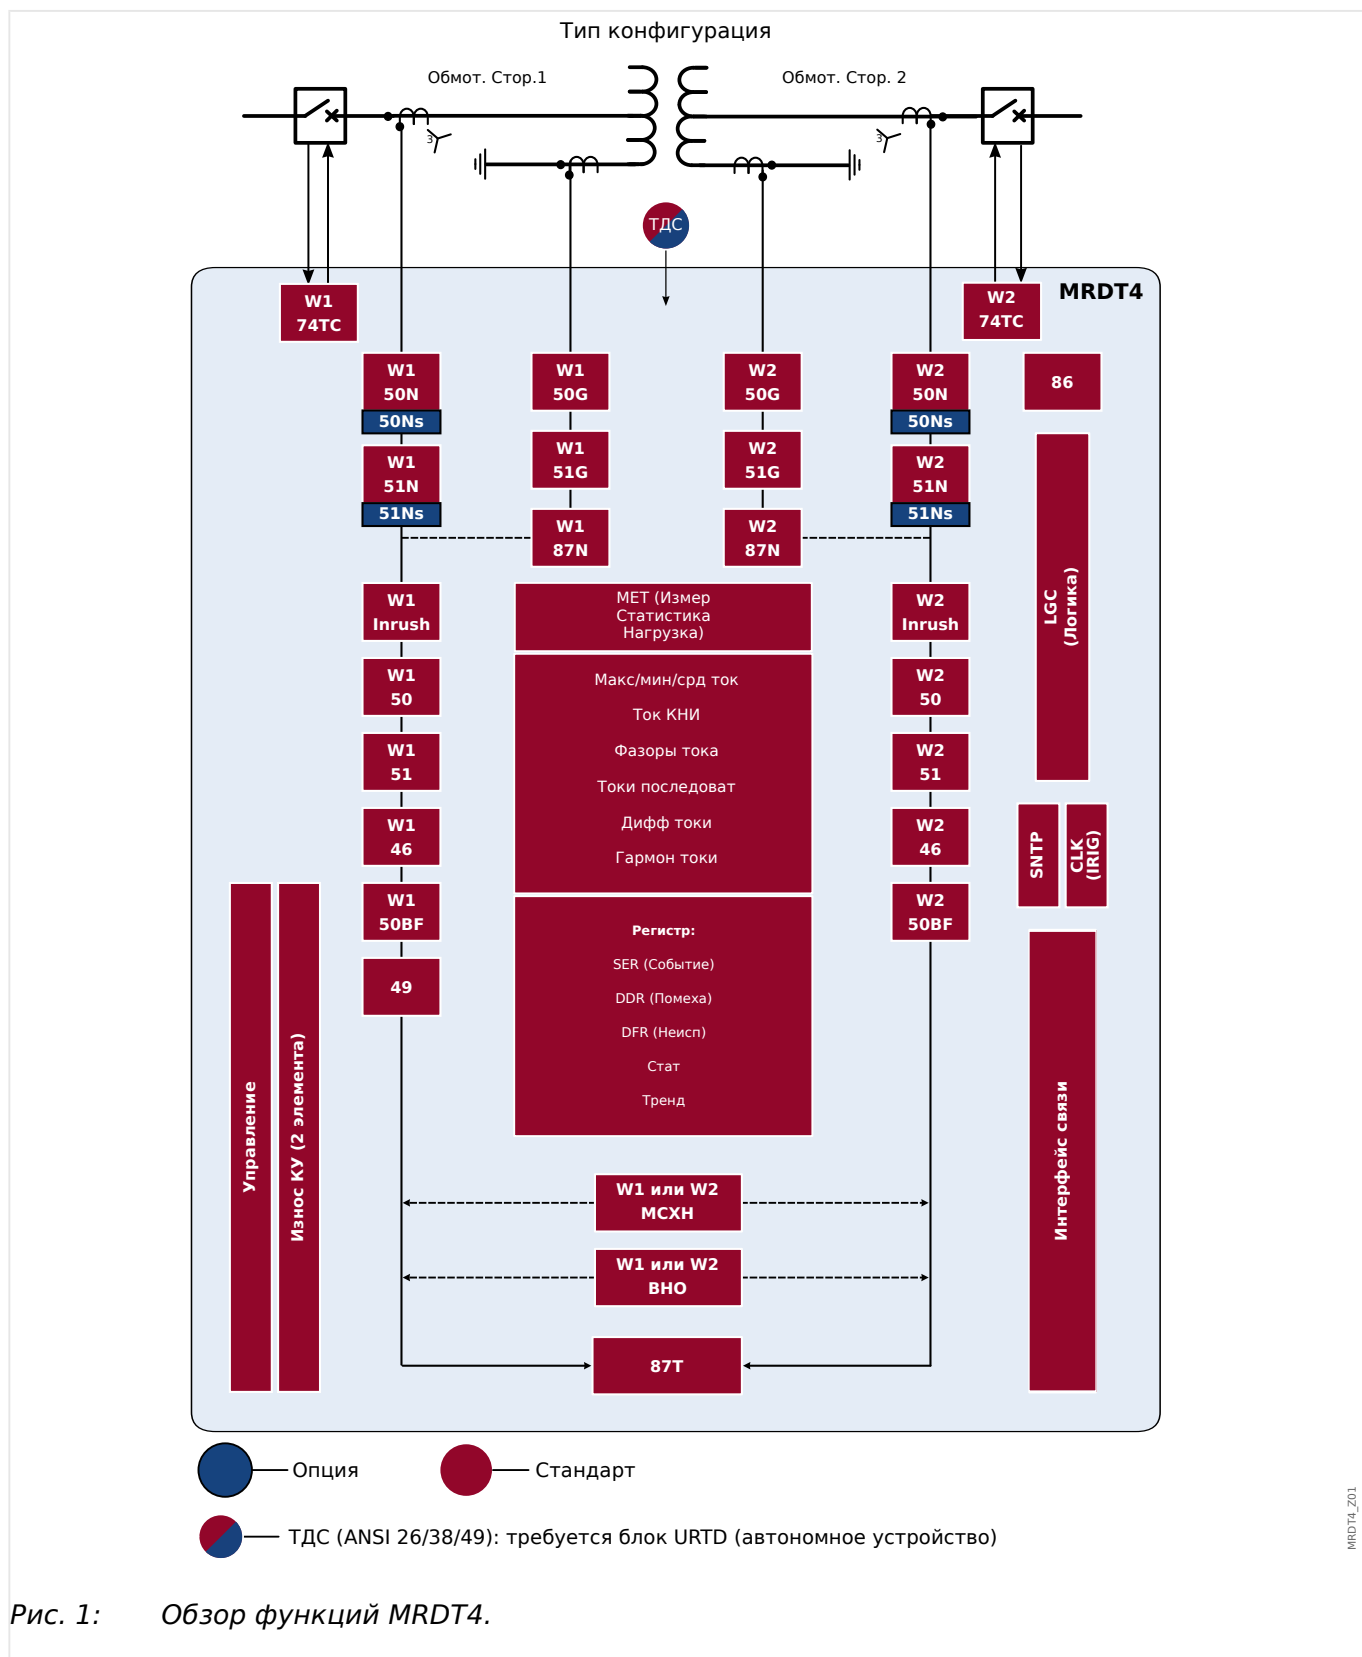 Тип конфигурация
Обмот. Стор.1
Обмот. Стор. 2
3
3
ТДС
MRDT4
W1
74TC
W2
74TC
W1
50N
50Ns
W1
50G
W2
50G
W2
50N
50Ns
86
W1
51N
51Ns
W1
51G
W2
51G
W2
51N
51Ns
W1
87N
W2
87N
LGC
(Логика)
W1
Inrush
MET (Измер
Статистика
Нагрузка)
W2
Inrush
W1
50
W2
50
Макс/мин/срд ток
Ток КНИ
Фазоры тока
Токи последоват
Дифф токи
Гармон токи
W1
51
W2
51
W1
46
W2
46
SNTP
CLK
(IRIG)
W1
50BF
W2
50BF
49
Регистр:
SER (Событие)
DDR (Помеха)
DFR (Неисп)
Стат
Тренд
Управление
Износ КУ (2 элемента)
Интерфейс связи
W1 или W2
МСХН
W1 или W2
ВНО
87T
Опция
Стандарт
ТДС (ANSI 26/38/49): требуется блок URTD (автономное устройство)
MRDT4_Z01
Рис. 1: Обзор функций MRDT4.